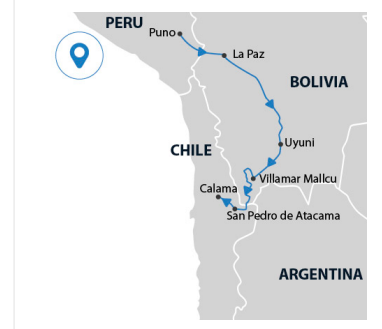 PERU
Puno
La Paz
BOLIVIA
Uyuni
CHILE
Villamar Mallcu
Calama
San Pedro de Atacama
ARGENTINA